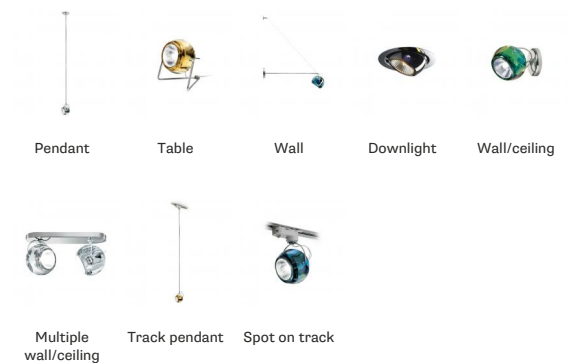 Pendant
Table
Wall
Downlight
Wall/ceiling
Multiple
wall/ceiling
Track pendant
Spot on track